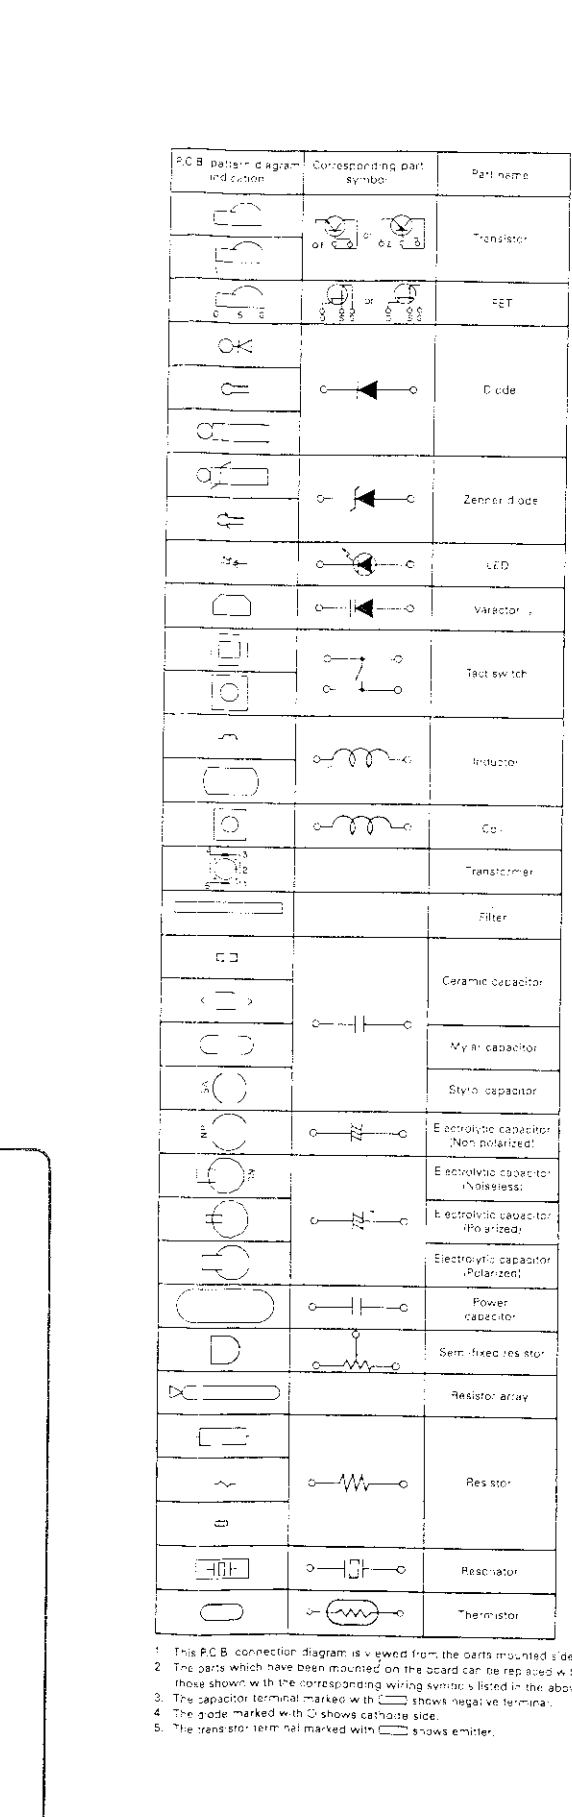 P.C.B. pattern diagram
indication
Corresponding part
symbol
Part name
Transistor
FET
D S G
Diode
Zenner diode
LED
Varactor
Tact switch
Inductor
Coil
3
2
Transformer
Filter
Ceramic capacitor
Mylar capacitor
Styrol capacitor
NP
Electrolytic capacitor
(Non polarized)
Electrolytic capacitor
(Noiseless)
Electrolytic capacitor
(Polarized)
Electrolytic capacitor
(Polarized)
Power
capacitor
Semi-fixed resistor
Resistor array
Resistor
Resonator
Thermistor
1. This P.C.B. connection diagram is viewed from the parts mounted side
2. The parts which have been mounted on the board can be replaced wi
those shown with the corresponding wiring symbols listed in the abov
3. The capacitor terminal marked with shows negative terminal.
4. The diode marked with O shows cathode side.
5. The transistor terminal marked with shows emitter.